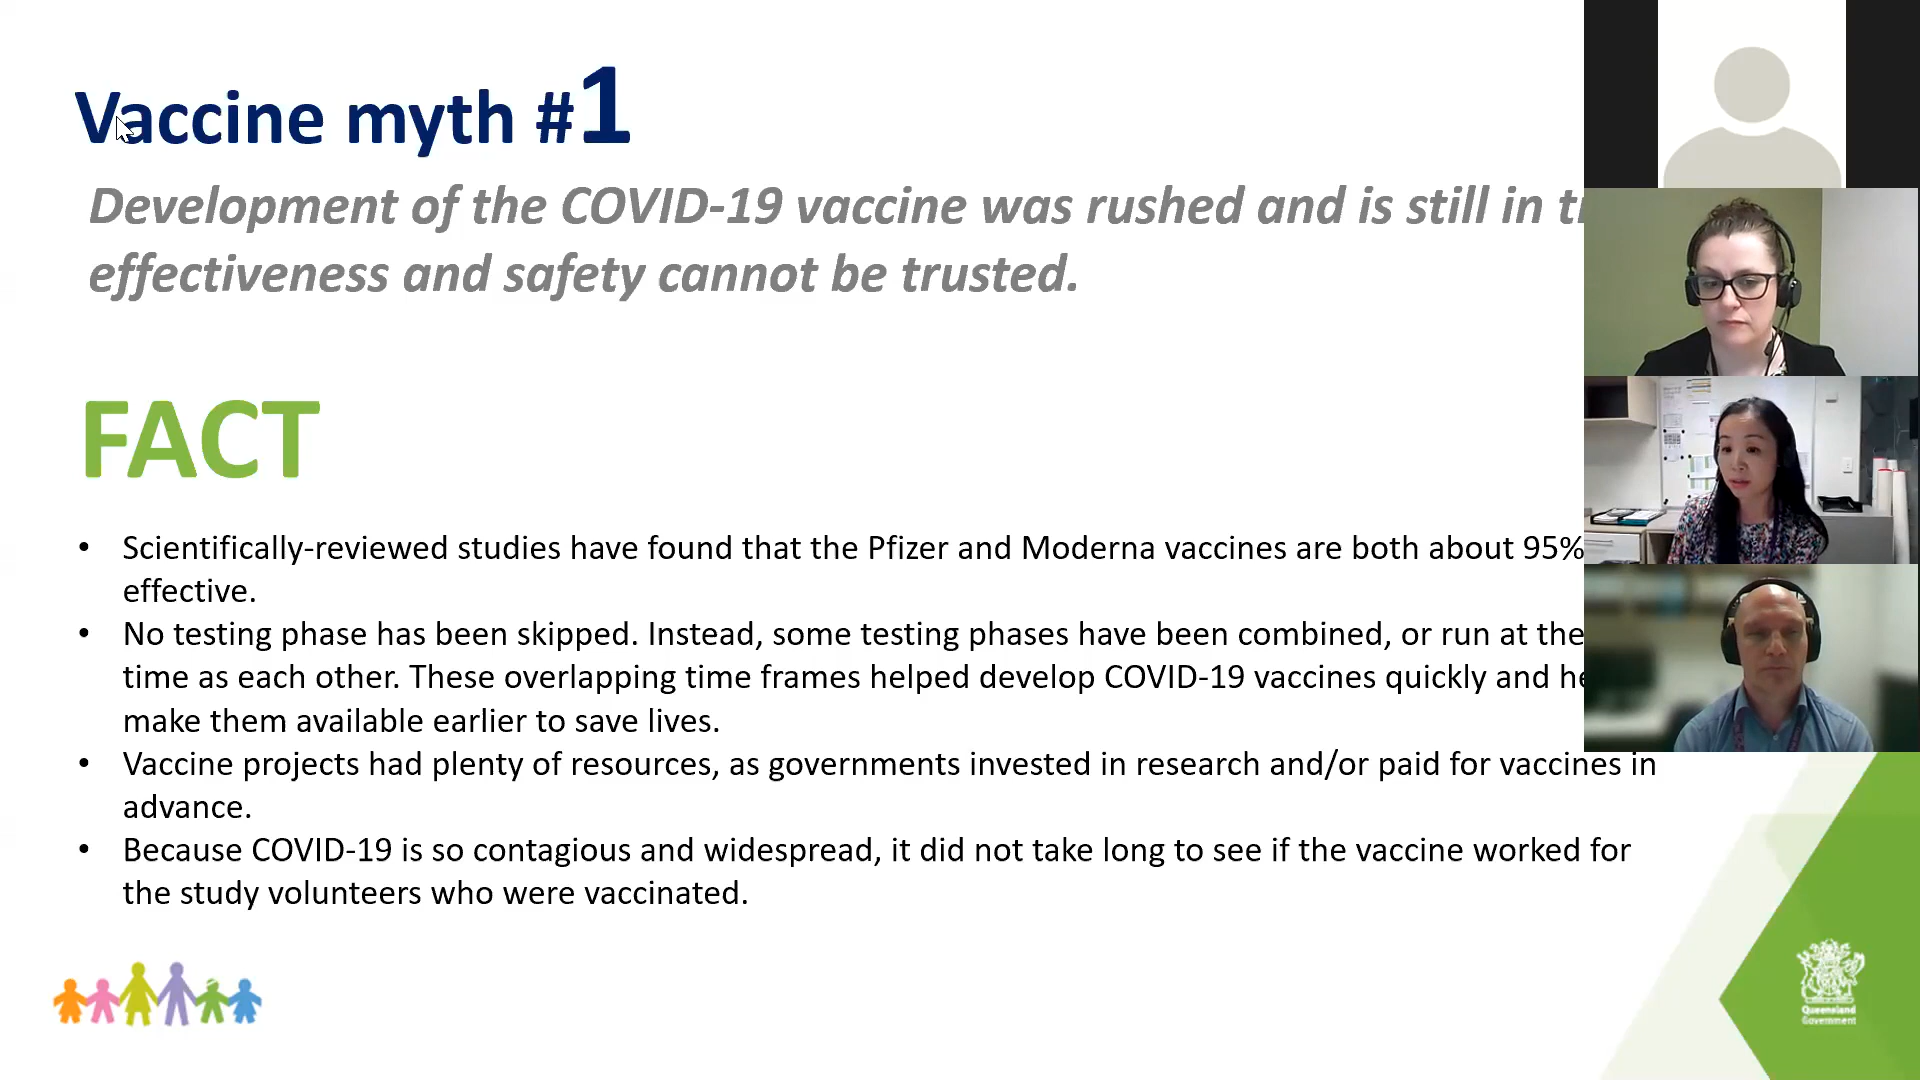 Vaccine myth #1
Development of the COVID-19 vaccine was rushed and is still in
effectiveness and safety cannot be trusted.
FACT
• Scientifically-reviewed studies have found that the Pfizer and Moderna vaccines are both about 95%
effective.
• No testing phase has been skipped. Instead, some testing phases have been combined, or run at the
time as each other. These overlapping time frames helped develop COVID-19 vaccines quickly and
make them available earlier to save lives.
• Vaccine projects had plenty of resources, as governments invested in research and/or paid for vaccines in
advance.
• Because COVID-19 is so contagious and widespread, it did not take long to see if the vaccine worked for
the study volunteers who were vaccinated.
Queensland
Government